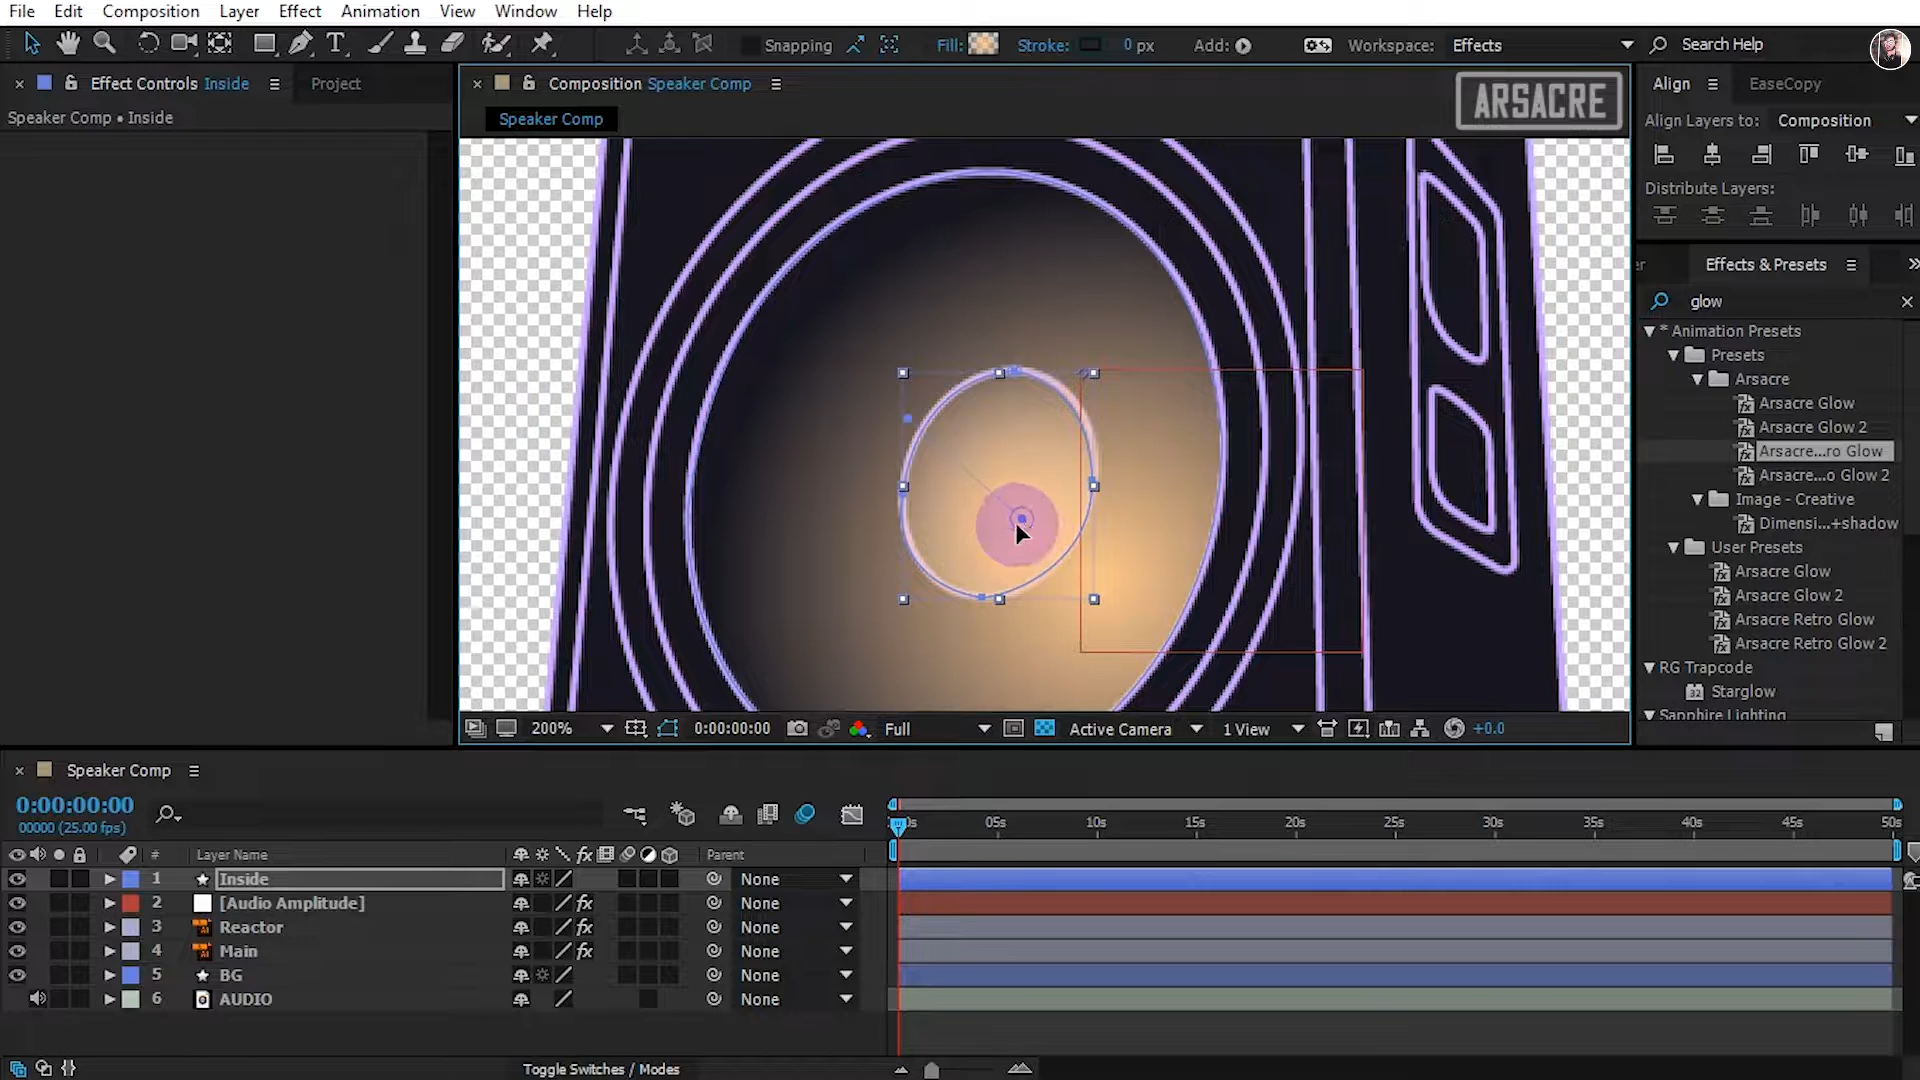 File Edit Composition Layer Effect Animation View Window Help
Snapping Fill: Stroke: 0 px Add: Workspace: Effects Search Help
Effect Controls Inside Project
Composition Speaker Comp
Align EaseCopy
Speaker Comp • Inside
Speaker Comp
ARSACRE
Align Layers to: Composition
Distribute Layers:
Effects & Presets
glow
* Animation Presets
Presets
Arsacre
Arsacre Glow
Arsacre Glow 2
Arsacre...ro Glow
Arsacre...o Glow 2
Image - Creative
Dimensi...+shadow
User Presets
Arsacre Glow
Arsacre Glow 2
Arsacre Retro Glow
Arsacre Retro Glow 2
RG Trapcode
32 Starglow
Sapphire Lighting
200% 0:00:00:00 Full Active Camera 1 View +0.0
Speaker Comp
0:00:00:00
00000 (25.00 fps)
05s 10s 15s 20s 25s 30s 35s 40s 45s 50s
# Layer Name fx Parent
1 Inside None
2 [Audio Amplitude] fx None
3 Reactor fx None
4 Main fx None
5 BG None
6 AUDIO None
Toggle Switches / Modes